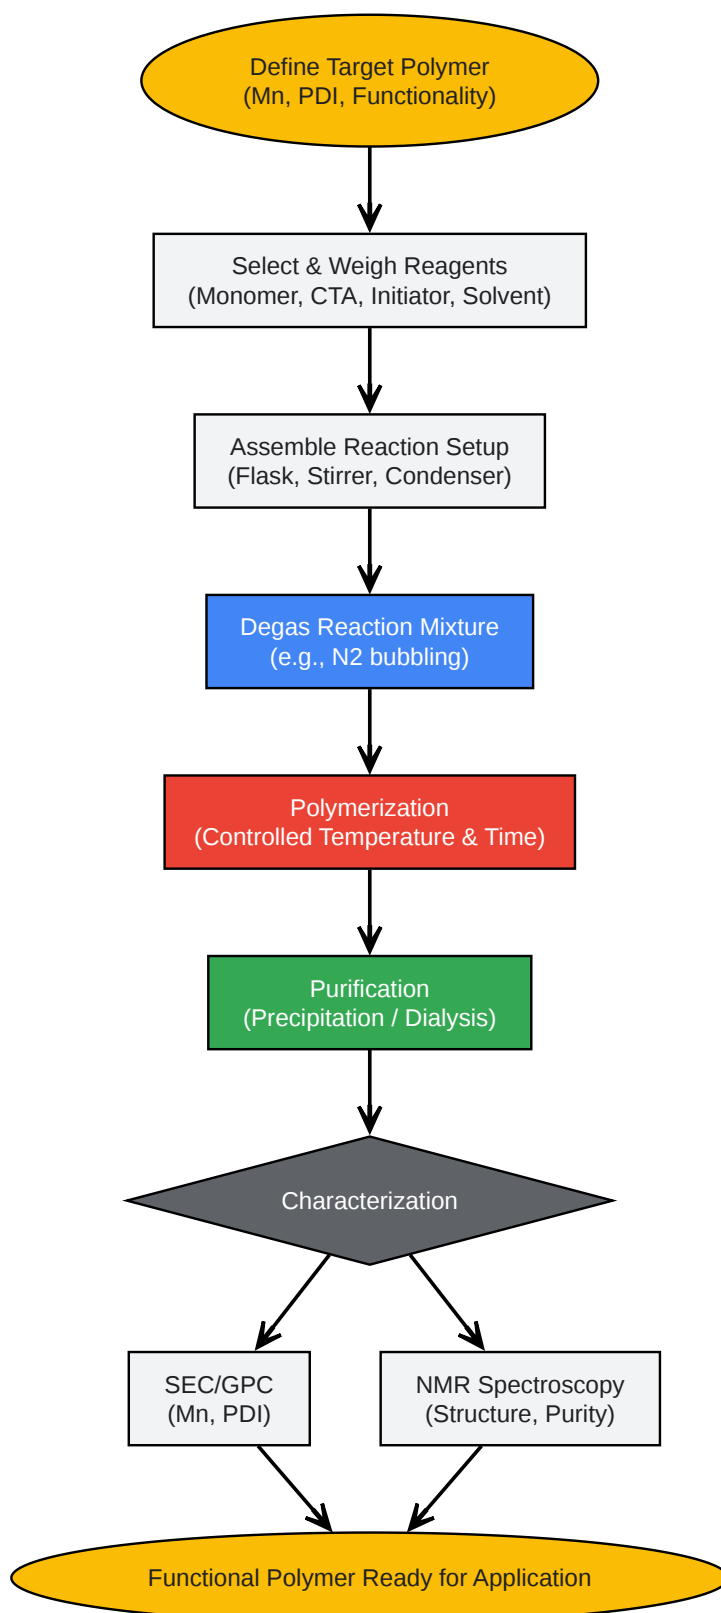 Define Target Polymer
(Mn, PDI, Functionality)
Select & Weigh Reagents
(Monomer, CTA, Initiator, Solvent)
Assemble Reaction Setup
(Flask, Stirrer, Condenser)
Degas Reaction Mixture
(e.g., N2 bubbling)
Polymerization
(Controlled Temperature & Time)
Purification
(Precipitation / Dialysis)
Characterization
SEC/GPC
(Mn, PDI)
NMR Spectroscopy
(Structure, Purity)
Functional Polymer Ready for Application